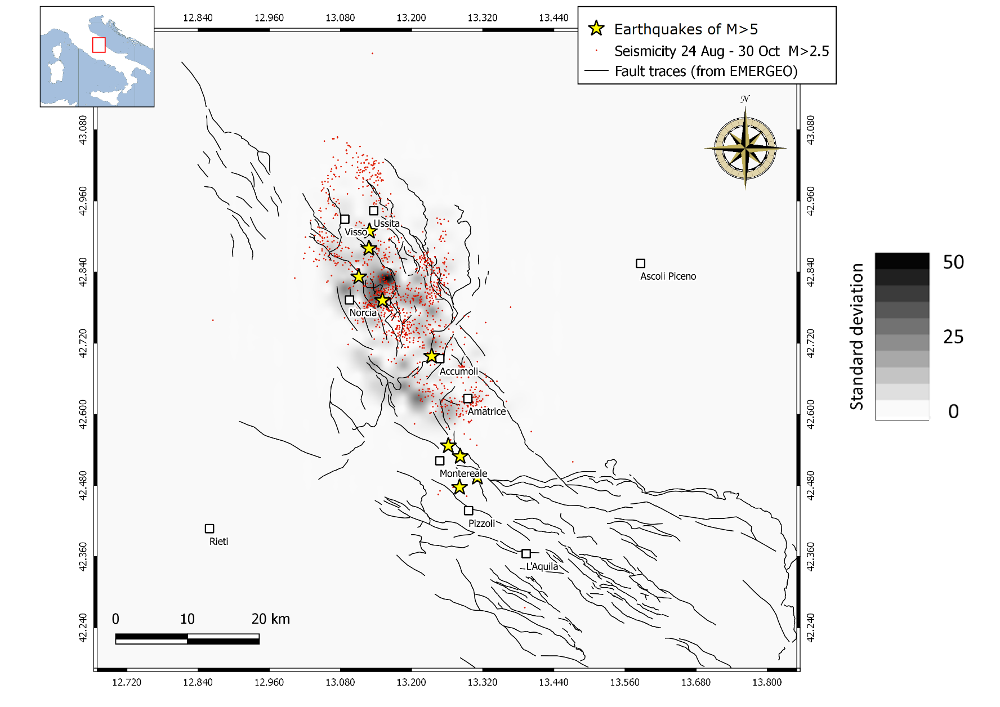 12.840 12.960 13.080 13.200 13.320 13.440
Earthquakes of M>5
Seismicity 24 Aug - 30 Oct M>2.5
Fault traces (from EMERGEO)
N
43.080 43.080
42.960 42.960
Ussita
Visso
42.840 42.840
Ascoli Piceno
Norcia
42.720 42.720
Accumoli
Amatrice
42.600 42.600
Montereale
42.480 42.480
Pizzoli
Rieti
42.360 42.360
L'Aquila
42.240 42.240
0 10 20 km
12.720 12.840 12.960 13.080 13.200 13.320 13.440 13.560 13.680 13.800
Standard deviation
50
25
0